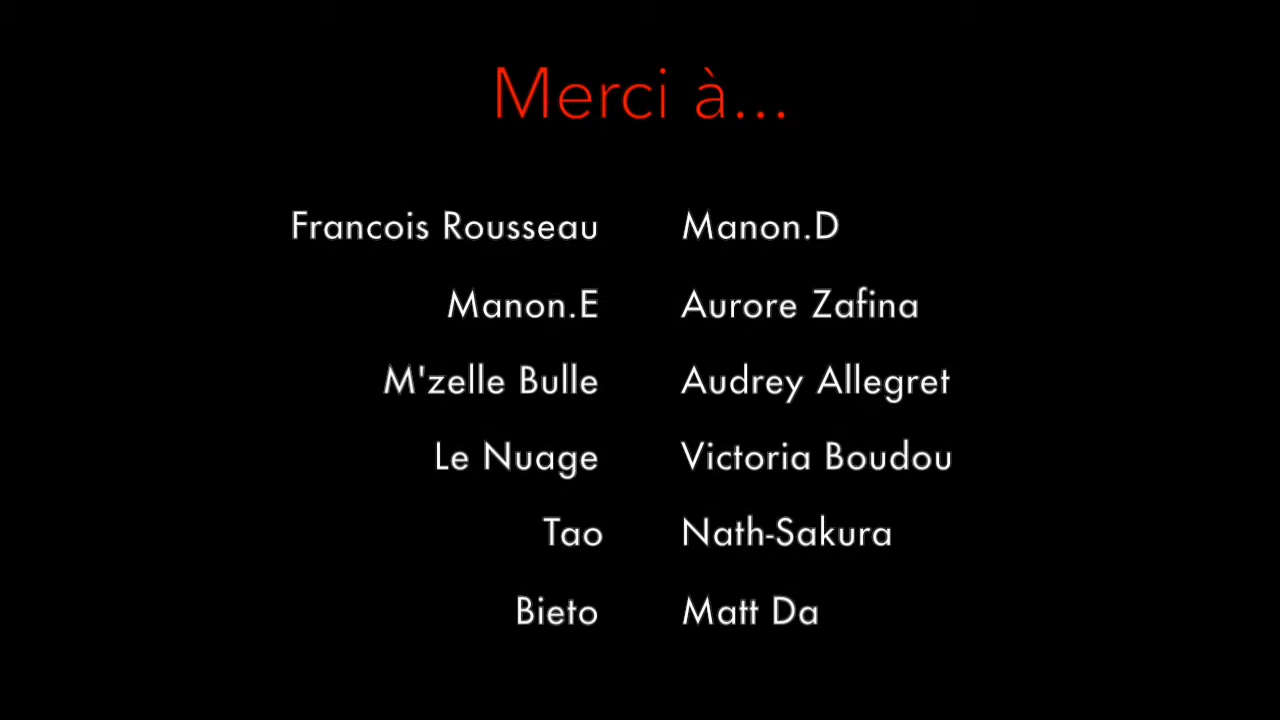 Merci à...
Francois Rousseau Manon.D
Manon.E Aurore Zafina
M'zelle Bulle Audrey Allegret
Le Nuage Victoria Boudou
Tao Nath-Sakura
Bieto Matt Da